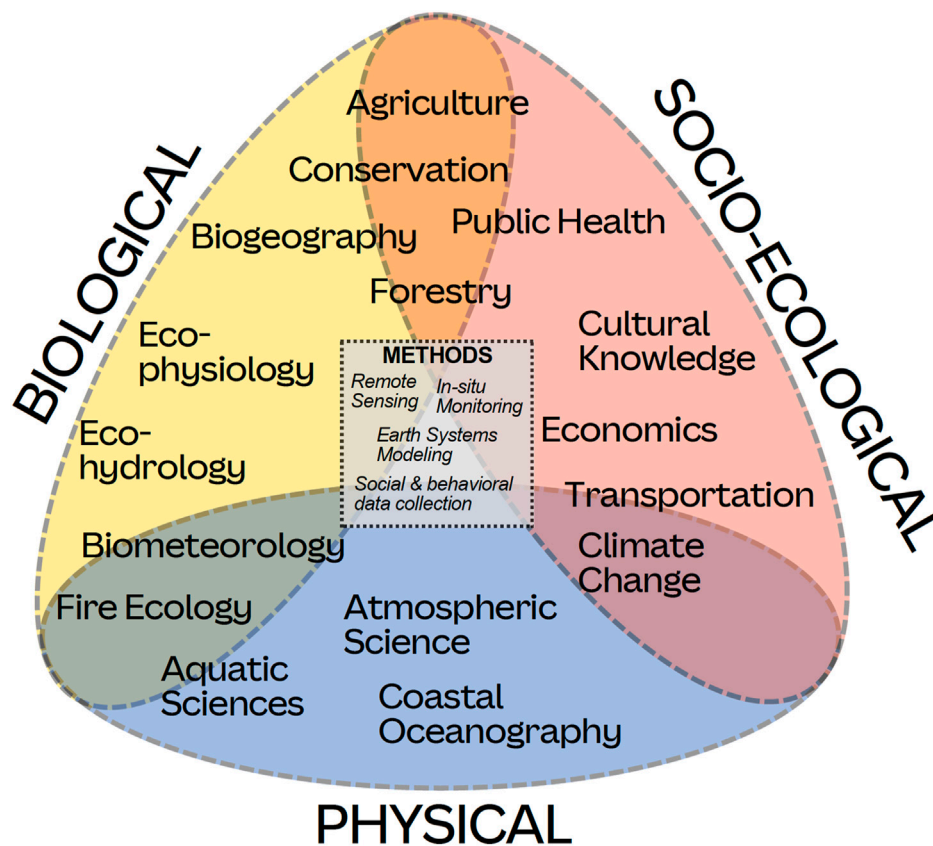 BIOLOGICAL
SOCIO-ECOLOGICAL
Agriculture
Conservation
Public Health
Biogeography
Forestry
Cultural
Knowledge
Eco-
physiology
METHODS
Remote
Sensing
In-situ
Monitoring
Earth Systems
Modeling
Social & behavioral
data collection
Economics
Eco-
hydrology
Transportation
Biometeorology
Climate
Change
Fire Ecology
Atmospheric
Science
Aquatic
Sciences
Coastal
Oceanography
PHYSICAL